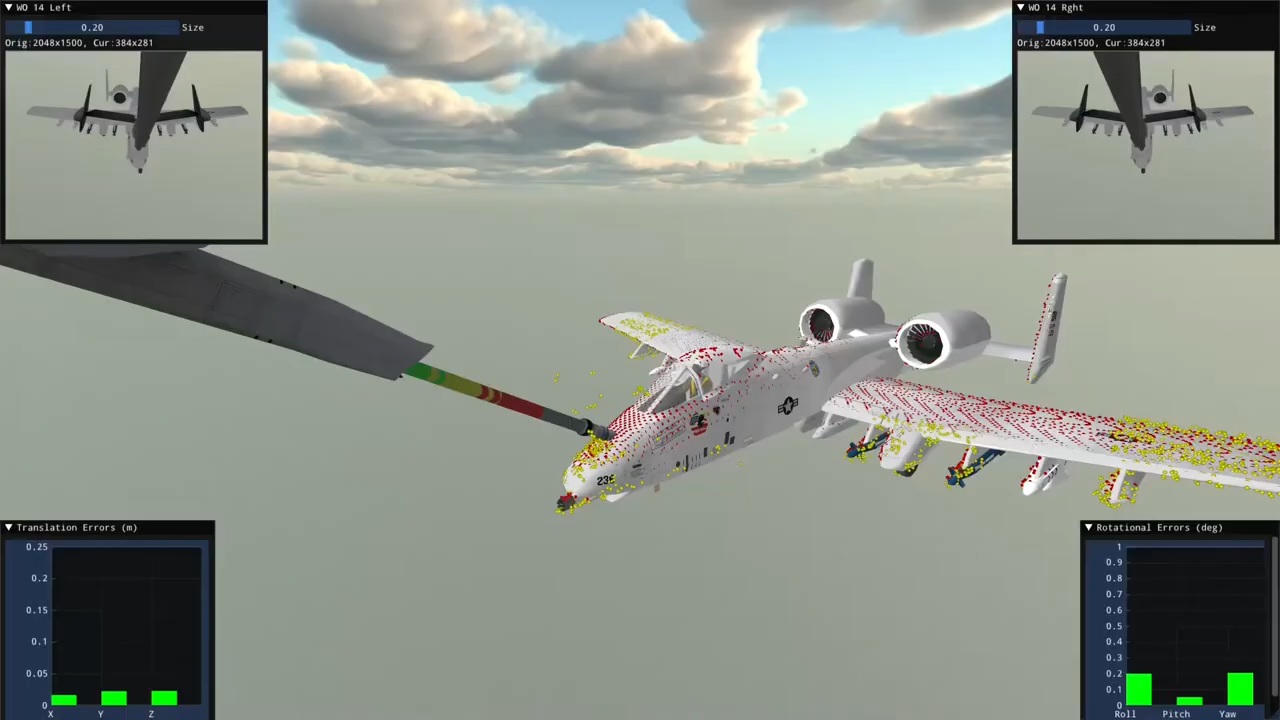 WO 14 Left
0.20 Size
Orig:2048x1500, Cur:384x281
WO 14 Rght
0.20 Size
Orig:2048x1500, Cur:384x281
Translation Errors (m)
0.25
0.2
0.15
0.1
0.05
0
X Y Z
Rotational Errors (deg)
1
0.9
0.8
0.7
0.6
0.5
0.4
0.3
0.2
0.1
0
Roll Pitch Yaw